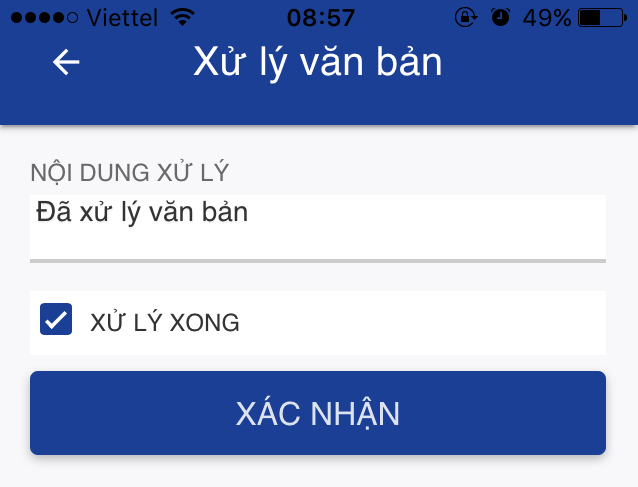 Viettel 08:57 49%
Xử lý văn bản
NỘI DUNG XỬ LÝ
Đã xử lý văn bản
XỬ LÝ XONG
XÁC NHẬN